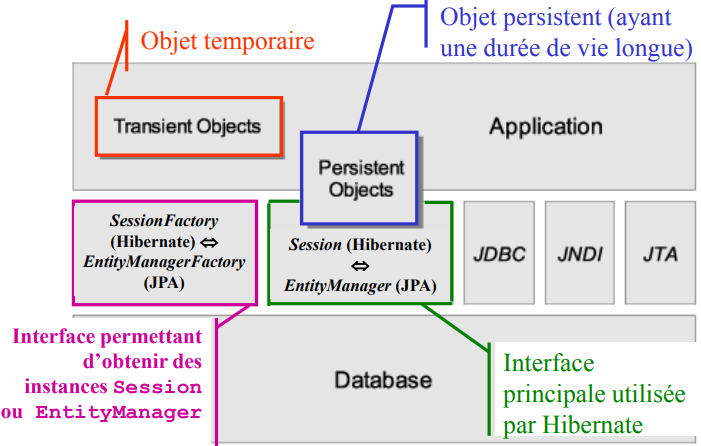 Objet persistent (ayant
une durée de vie longue)
Objet temporaire
Transient Objects
Application
Persistent
Objects
SessionFactory
(Hibernate) ⇔
EntityManagerFactory
(JPA)
Session (Hibernate)
⇔
EntityManager (JPA)
JDBC
JNDI
JTA
Interface permettant
d'obtenir des
instances Session
ou EntityManager
Database
Interface
principale utilisée
par Hibernate